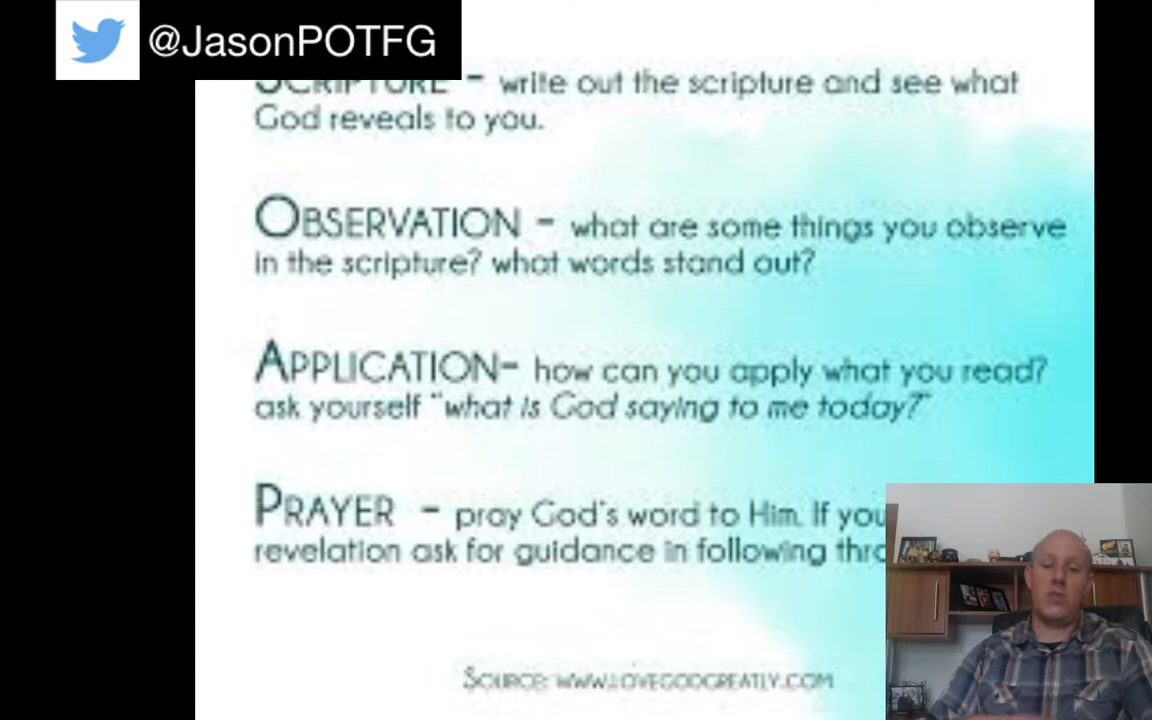 @JasonPOTFG
SCRIPTURE - write out the scripture and see what
God reveals to you.
OBSERVATION - what are some things you observe
in the scripture? what words stand out?
APPLICATION- how can you apply what you read?
ask yourself "what is God saying to me today?"
PRAYER - pray God's word to Him. If you
revelation ask for guidance in following
SOURCE: WWW.LOVEGODGREATLY.COM